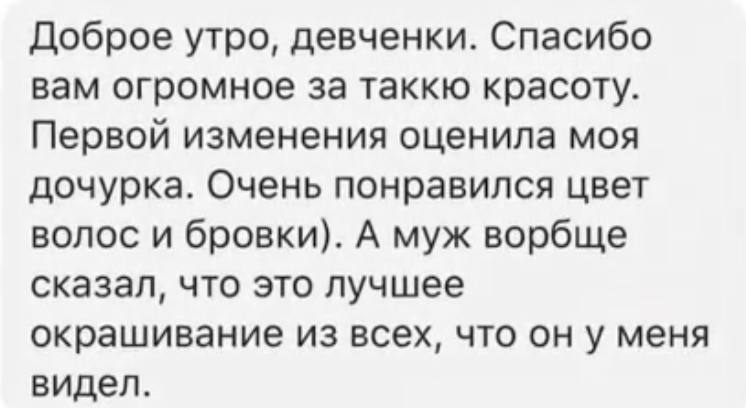 Доброе утро, девченки. Спасибо
вам огромное за таккю красоту.
Первой изменения оценила моя
дочурка. Очень понравился цвет
волос и бровки). А муж ворбще
сказал, что это лучшее
окрашивание из всех, что он у меня
видел.